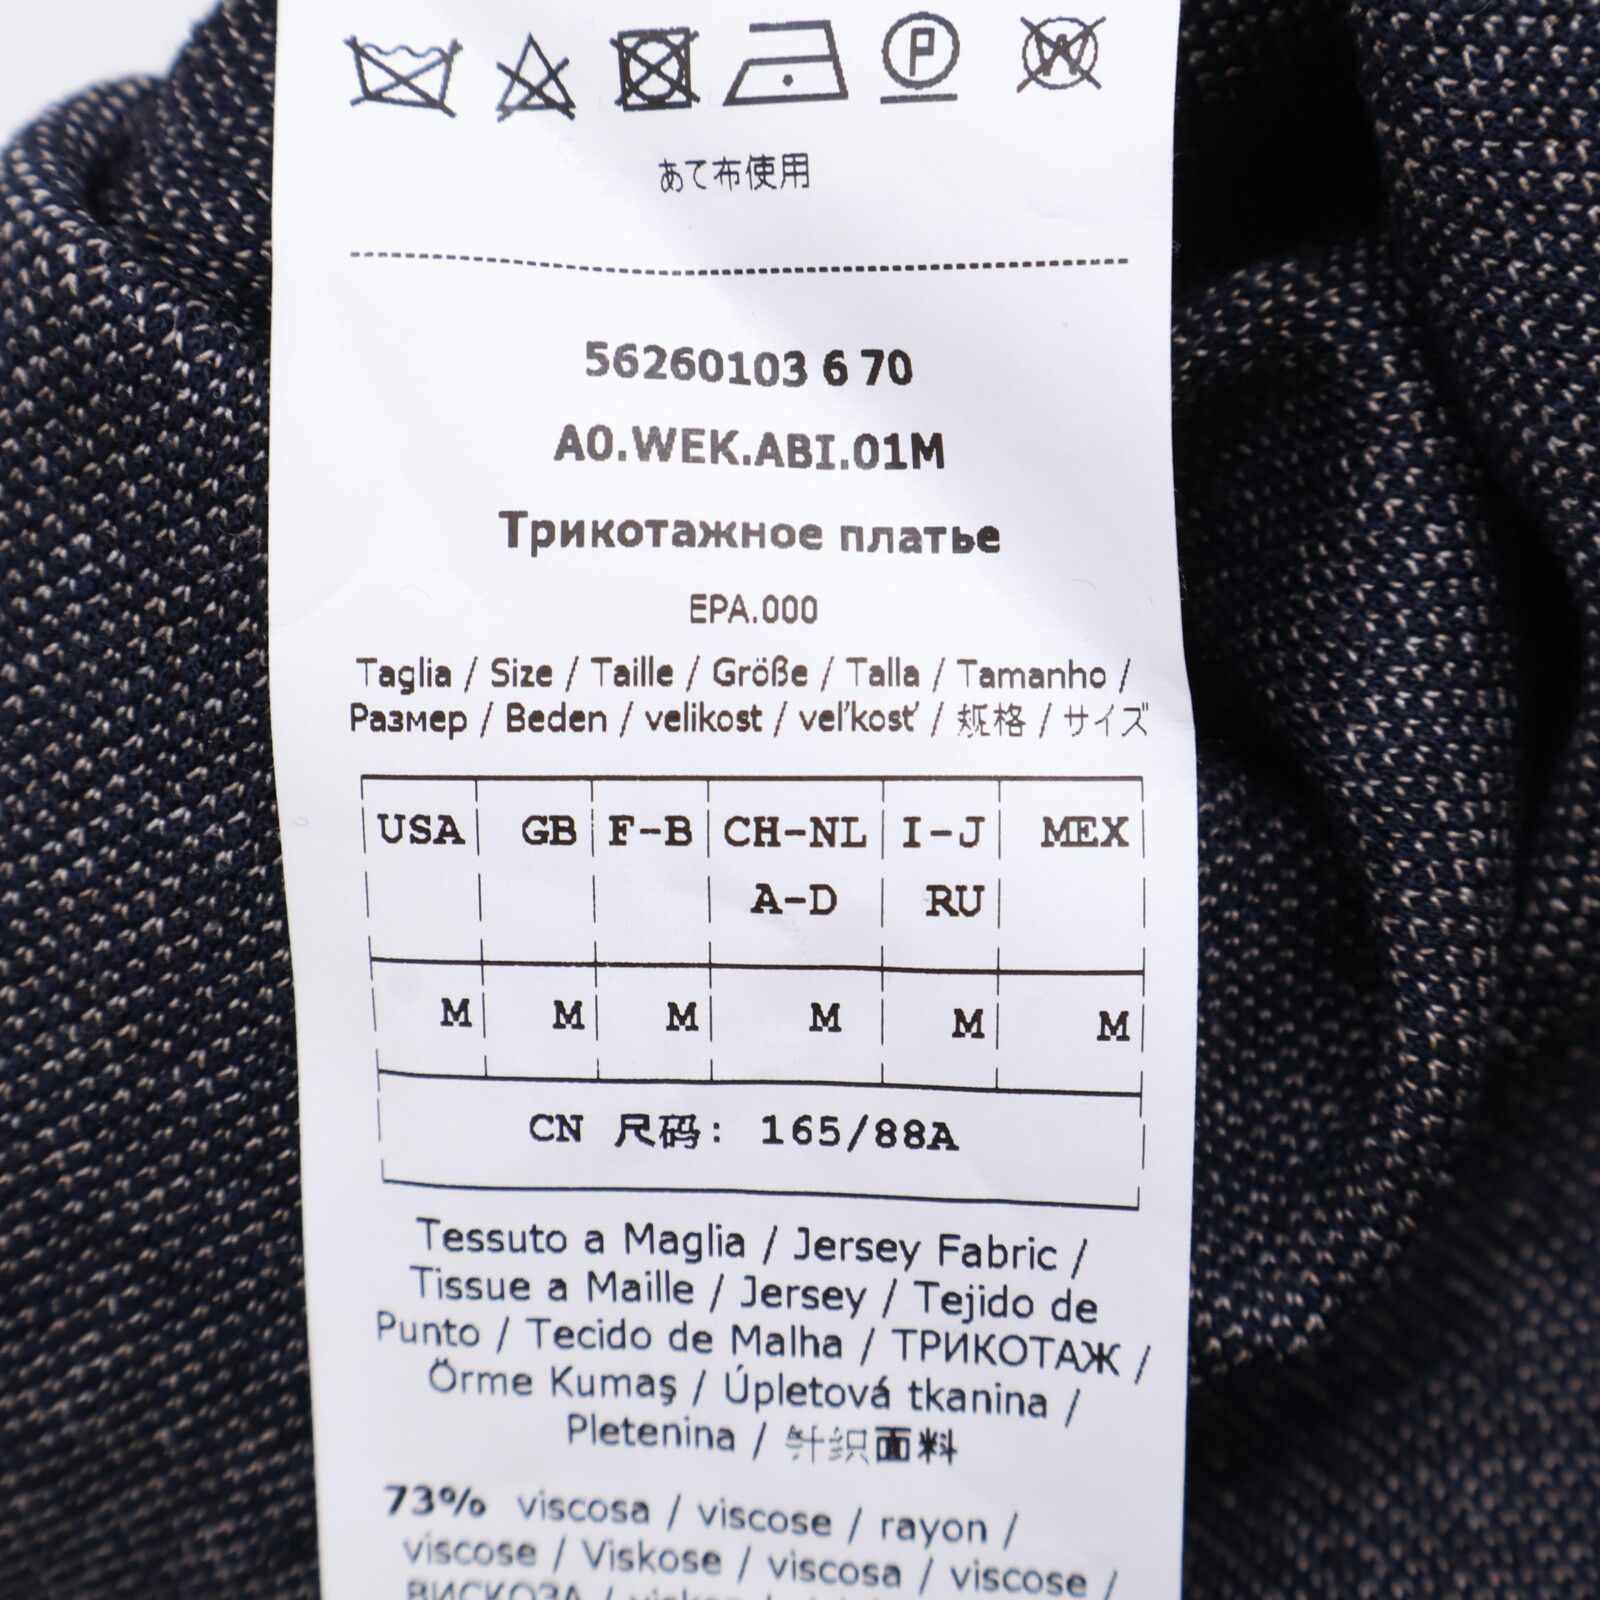 P
W
あて布使用
56260103 6 70
A0.WEK.ABI.01M
Трикотажное платье
EPA.000
Taglia / Size / Taille / Größe / Talla / Tamanho /
Размер / Beden / velikost / veľkosť / 规格 / サイズ
USA GB F-B CH-NL I-J MEX
A-D RU
M M M M M M
CN 尺码: 165/88A
Tessuto a Maglia / Jersey Fabric /
Tissue a Maille / Jersey / Tejido de
Punto / Tecido de Malha / ТРИКОТАЖ /
Örme Kumaş / Úpletová tkanina /
Pletenina / 针织面料
73% viscosa / viscose / rayon /
viscose / Viskose / viscosa / viscose /
ВИСКОЗА /